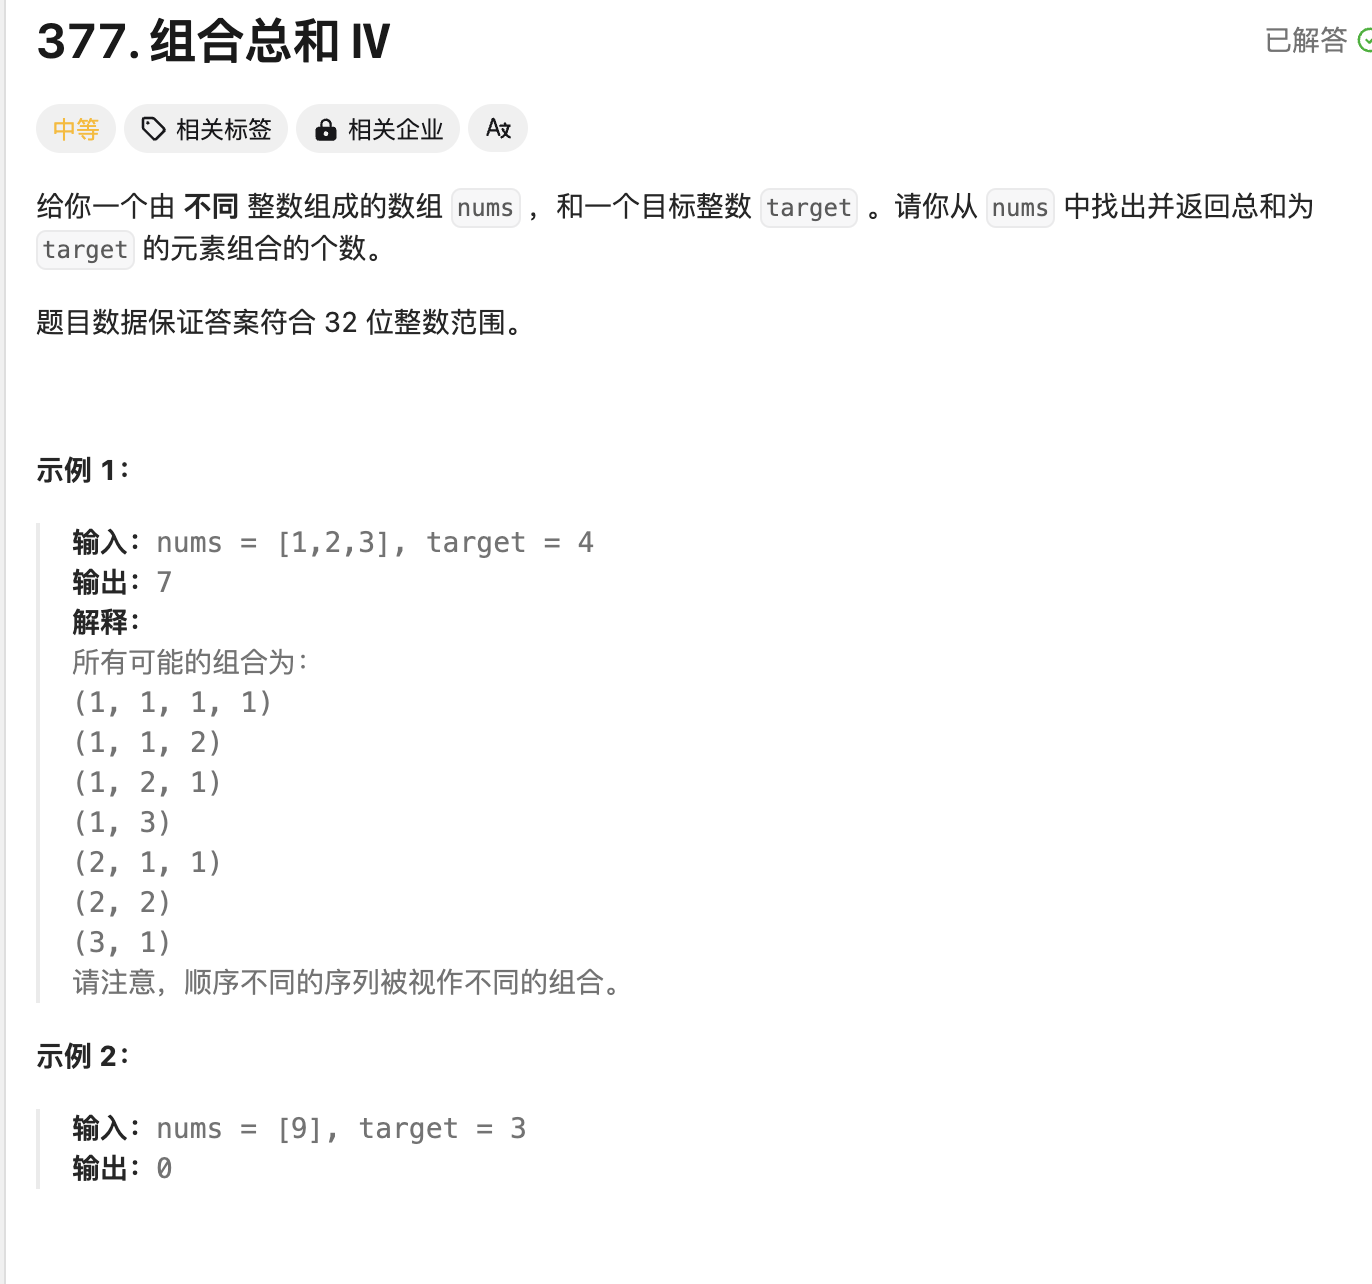 377. 组合总和 Ⅳ
已解答
中等 相关标签 相关企业 A文
给你一个由 不同 整数组成的数组 nums ，和一个目标整数 target 。请你从 nums 中找出并返回总和为
target 的元素组合的个数。
题目数据保证答案符合 32 位整数范围。
示例 1：
输入：nums = [1,2,3], target = 4
输出：7
解释：
所有可能的组合为：
(1, 1, 1, 1)
(1, 1, 2)
(1, 2, 1)
(1, 3)
(2, 1, 1)
(2, 2)
(3, 1)
请注意，顺序不同的序列被视作不同的组合。
示例 2：
输入：nums = [9], target = 3
输出：0